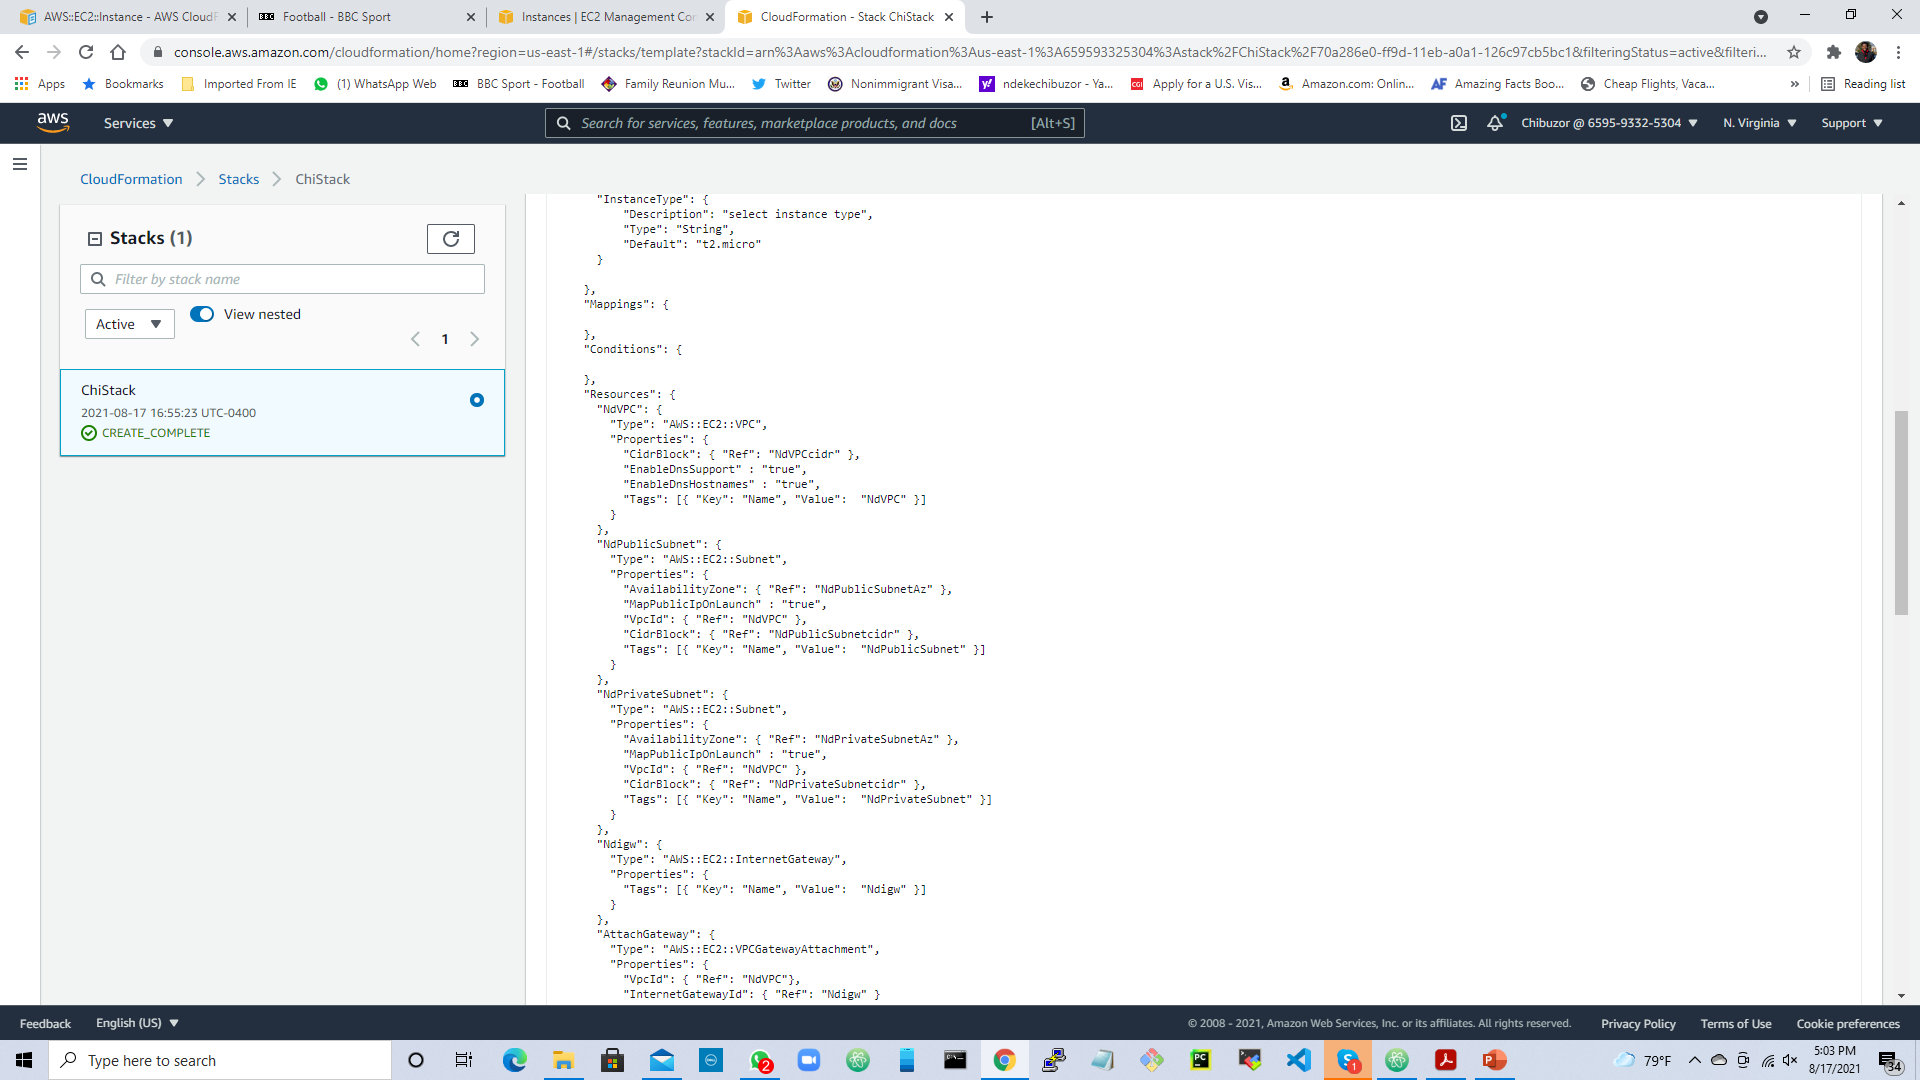 AWS::EC2::Instance - AWS CloudF
Football - BBC Sport
Instances | EC2 Management Con
CloudFormation - Stack ChiStack
console.aws.amazon.com/cloudformation/home?region=us-east-1#/stacks/template?stackId=arn%3Aaws%3Acloudformation%3Aus-east-1%3A659593325304%3Astack%2FChiStack%2F70a286e0-ff9d-11eb-a0a1-126c97cb5bc1&filteringStatus=active&filteri...
Apps
Bookmarks
Imported From IE
(1) WhatsApp Web
BBC Sport - Football
Family Reunion Mu...
Twitter
Nonimmigrant Visa...
ndekechibuzor - Ya...
Apply for a U.S. Vis...
Amazon.com: Onlin...
Amazing Facts Boo...
Cheap Flights, Vaca...
»
Reading list
aws
Services
Search for services, features, marketplace products, and docs
[Alt+S]
Chibuzor @ 6595-9332-5304
N. Virginia
Support
CloudFormation
Stacks
ChiStack
Stacks (1)
Filter by stack name
Active
View nested
1
ChiStack
2021-08-17 16:55:23 UTC-0400
CREATE_COMPLETE
"InstanceType": {
"Description": "select instance type",
"Type": "String",
"Default": "t2.micro"
}
},
"Mappings": {
},
"Conditions": {
},
"Resources": {
"NdVPC": {
"Type": "AWS::EC2::VPC",
"Properties": {
"CidrBlock": { "Ref": "NdVPCcidr" },
"EnableDnsSupport" : "true",
"EnableDnsHostnames" : "true",
"Tags": [{ "Key": "Name", "Value":  "NdVPC" }]
}
},
"NdPublicSubnet": {
"Type": "AWS::EC2::Subnet",
"Properties": {
"AvailabilityZone": { "Ref": "NdPublicSubnetAz" },
"MapPublicIpOnLaunch" : "true",
"VpcId": { "Ref": "NdVPC" },
"CidrBlock": { "Ref": "NdPublicSubnetcidr" },
"Tags": [{ "Key": "Name", "Value":  "NdPublicSubnet" }]
}
},
"NdPrivateSubnet": {
"Type": "AWS::EC2::Subnet",
"Properties": {
"AvailabilityZone": { "Ref": "NdPrivateSubnetAz" },
"MapPublicIpOnLaunch" : "true",
"VpcId": { "Ref": "NdVPC" },
"CidrBlock": { "Ref": "NdPrivateSubnetcidr" },
"Tags": [{ "Key": "Name", "Value":  "NdPrivateSubnet" }]
}
},
"Ndigw": {
"Type": "AWS::EC2::InternetGateway",
"Properties": {
"Tags": [{ "Key": "Name", "Value":  "Ndigw" }]
}
},
"AttachGateway": {
"Type": "AWS::EC2::VPCGatewayAttachment",
"Properties": {
"VpcId": { "Ref": "NdVPC"},
"InternetGatewayId": { "Ref": "Ndigw" }
Feedback
English (US)
© 2008 - 2021, Amazon Web Services, Inc. or its affiliates. All rights reserved.
Privacy Policy
Terms of Use
Cookie preferences
Type here to search
2
PC
1
79°F
5:03 PM
8/17/2021
34